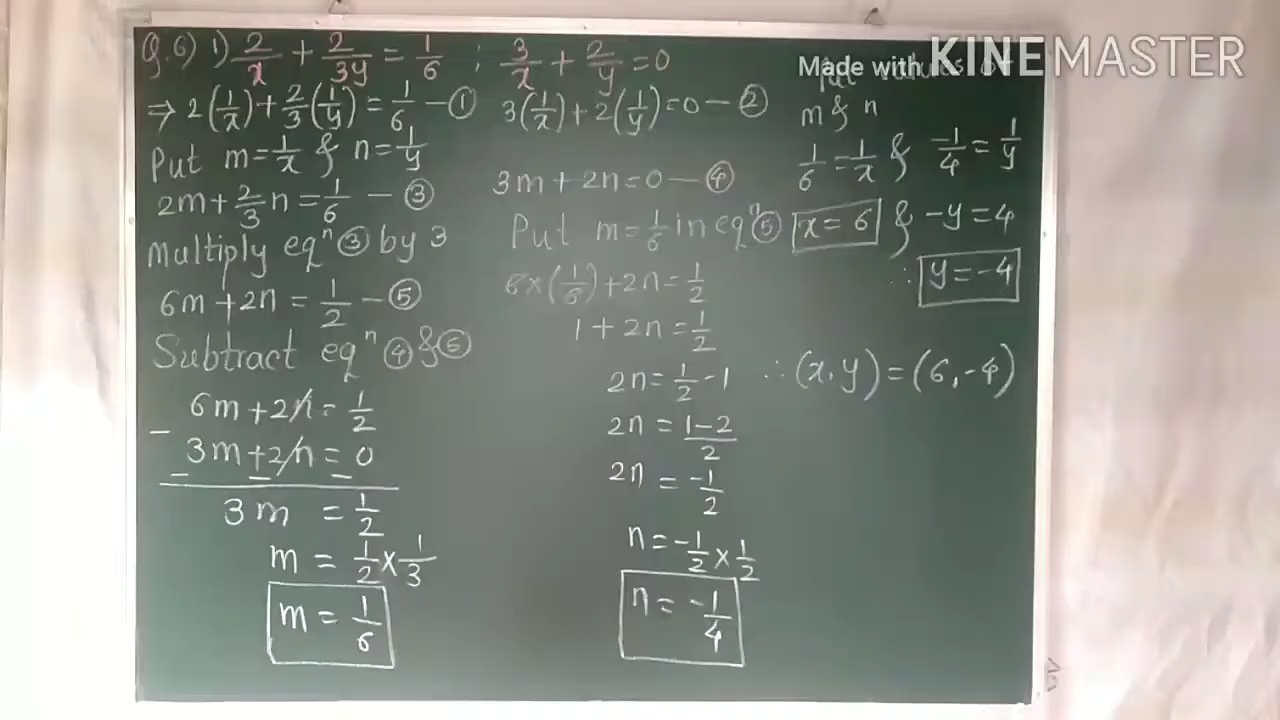 Q.6) 1) 2/x + 2/3y = 1/6 ; 3/x + 2/y = 0
⇒ 2(1/x) + 2/3(1/y) = 1/6 — ①
Put m = 1/x & n = 1/y
2m + 2/3 n = 1/6 — ③
Multiply eqⁿ ③ by 3
6m + 2n = 1/2 — ⑤
Subtract eqⁿ ④ & ⑤
6m + 2n = 1/2
− 3m + 2n = 0
− − −
3m = 1/2
m = 1/2 × 1/3
m = 1/6
3(1/x) + 2(1/y) = 0 — ②
3m + 2n = 0 — ④
Put m = 1/6 in eqⁿ ⑤
6 × (1/6) + 2n = 1/2
1 + 2n = 1/2
2n = 1/2 - 1
2n = 1-2/2
2n = -1/2
n = -1/2 × 1/2
n = -1/4
Made with KINEMASTER
Put
m & n
1/6 = 1/x & -1/4 = 1/y
x = 6 & -y = 4
∴ y = -4
∴ (x, y) = (6, -4)